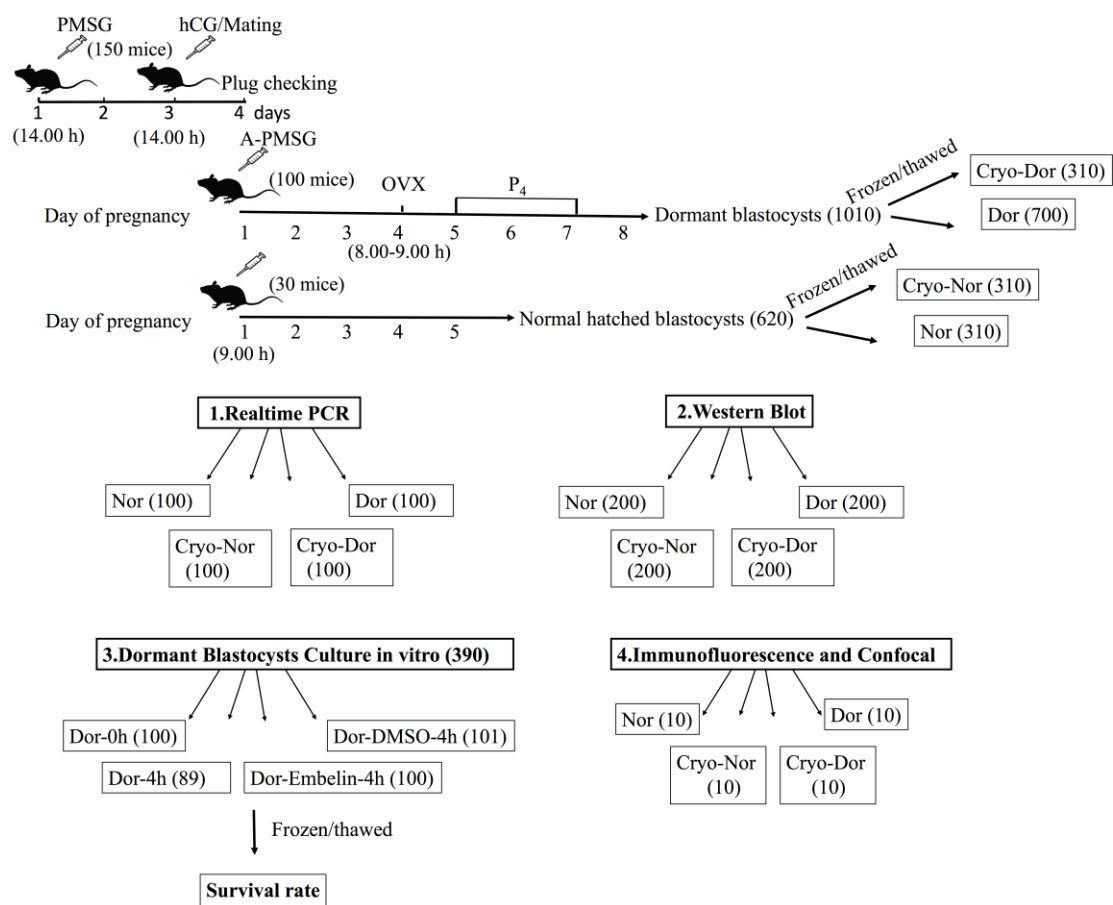 PMSG
hCG/Mating
(150 mice)
Plug checking
1 2 3 4 days
(14.00 h) (14.00 h)
A-PMSG
(100 mice)
OVX
P4
Day of pregnancy
1 2 3 4 5 6 7 8
(8.00-9.00 h)
Dormant blastocysts (1010)
Frozen/thawed
Cryo-Dor (310)
Dor (700)
(30 mice)
Day of pregnancy
1 2 3 4 5
(9.00 h)
Normal hatched blastocysts (620)
Frozen/thawed
Cryo-Nor (310)
Nor (310)
1.Realtime PCR
Nor (100)
Dor (100)
Cryo-Nor
(100)
Cryo-Dor
(100)
2.Western Blot
Nor (200)
Dor (200)
Cryo-Nor
(200)
Cryo-Dor
(200)
3.Dormant Blastocysts Culture in vitro (390)
Dor-0h (100)
Dor-DMSO-4h (101)
Dor-4h (89)
Dor-Embelin-4h (100)
Frozen/thawed
Survival rate
4.Immunofluorescence and Confocal
Nor (10)
Dor (10)
Cryo-Nor
(10)
Cryo-Dor
(10)